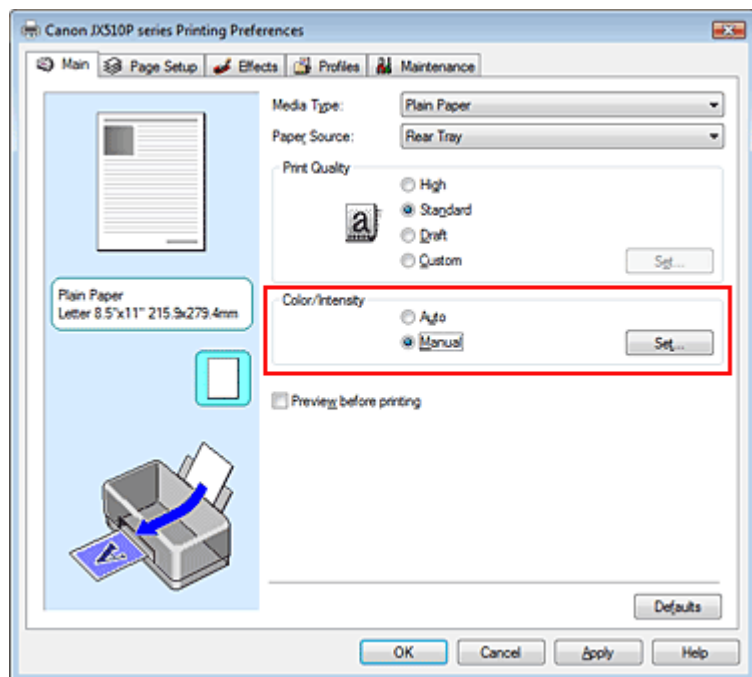 Canon JX510P series Printing Preferences
Main Page Setup Effects Profiles Maintenance
Media Type: Plain Paper
Paper Source: Rear Tray
Print Quality
High
a Standard
Draft
Custom Set...
Plain Paper
Letter 8.5"x11" 215.9x279.4mm
Color/Intensity
Auto
Manual Set...
Preview before printing
A
Defaults
OK Cancel Apply Help